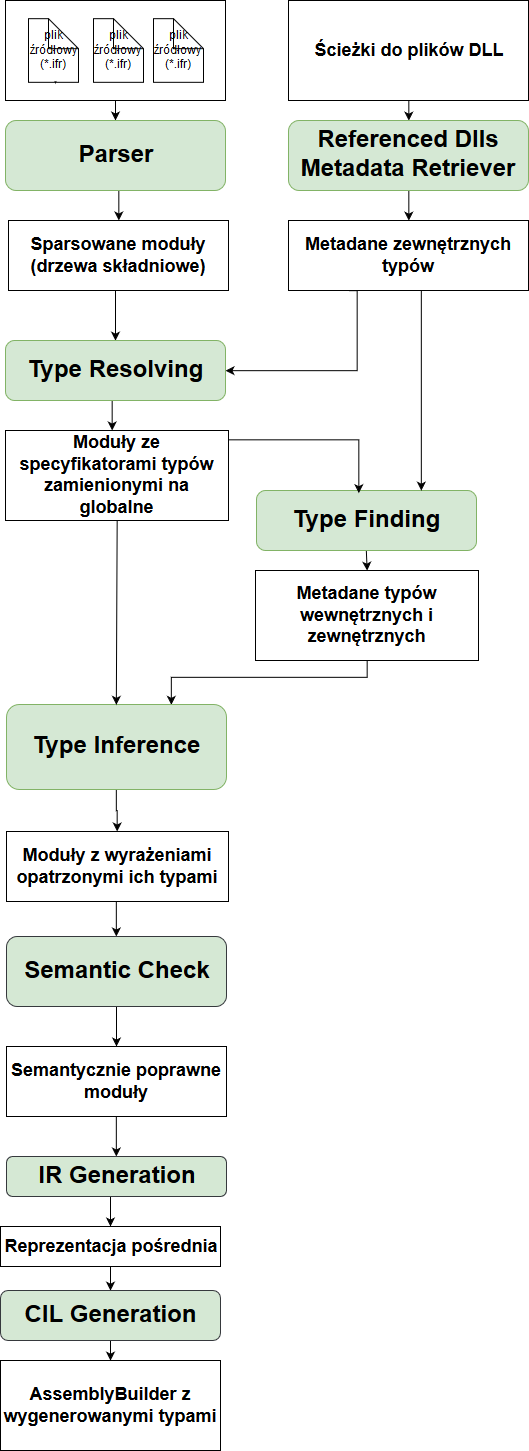 plik
źródłowy
(*.ifr)
plik
źródłowy
(*.ifr)
plik
źródłowy
(*.ifr)
Ścieżki do plików DLL
Parser
Referenced Dlls
Metadata Retriever
Sparsowane moduły
(drzewa składniowe)
Metadane zewnętrznych
typów
Type Resolving
Moduły ze
specyfikatorami typów
zamienionymi na
globalne
Type Finding
Metadane typów
wewnętrznych i
zewnętrznych
Type Inference
Moduły z wyrażeniami
opatrzonymi ich typami
Semantic Check
Semantycznie poprawne
moduły
IR Generation
Reprezentacja pośrednia
CIL Generation
AssemblyBuilder z
wygenerowanymi typami